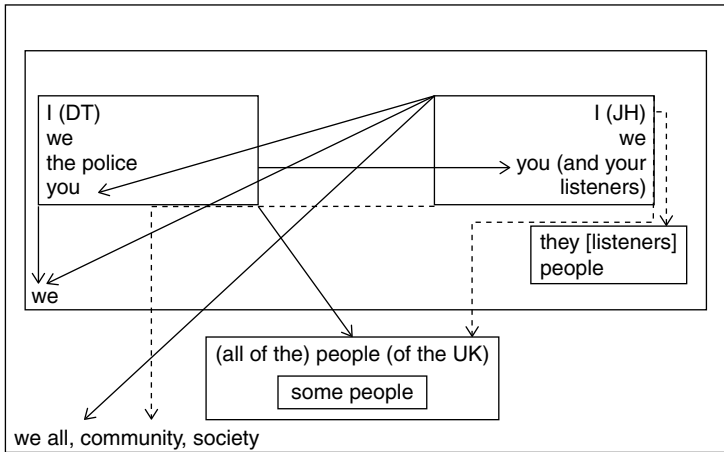 I (DT)
we
the police
you
I (JH)
we
you (and your
listeners)
they [listeners]
people
we
(all of the) people (of the UK)
some people
we all, community, society